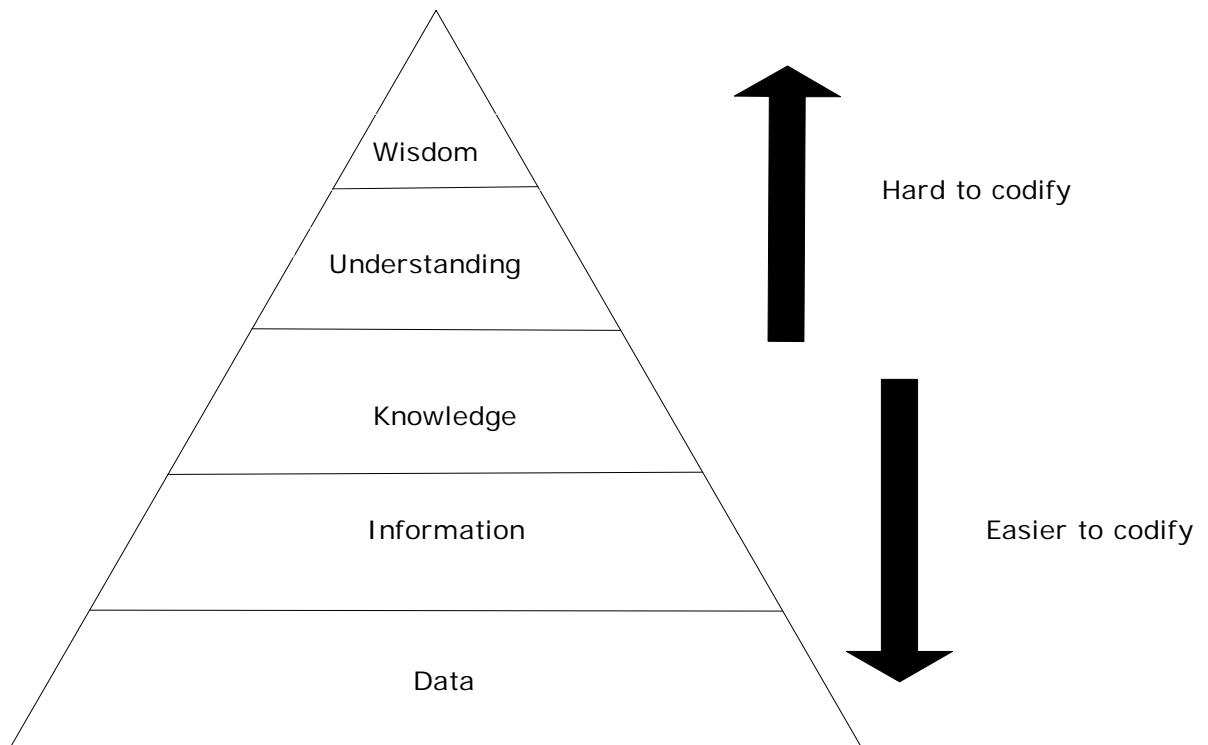 Wisdom
Hard to codify
Understanding
Knowledge
Information
Easier to codify
Data